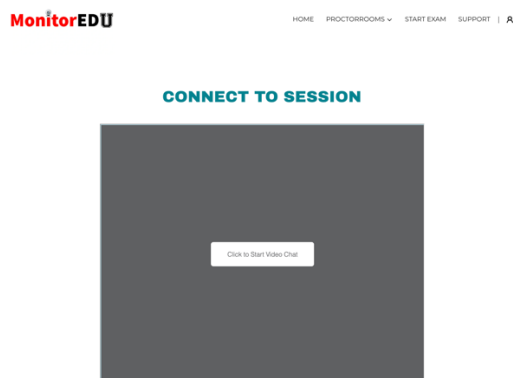 MonitorEDU
HOME PROCTORROOMS START EXAM SUPPORT |
CONNECT TO SESSION
Click to Start Video Chat